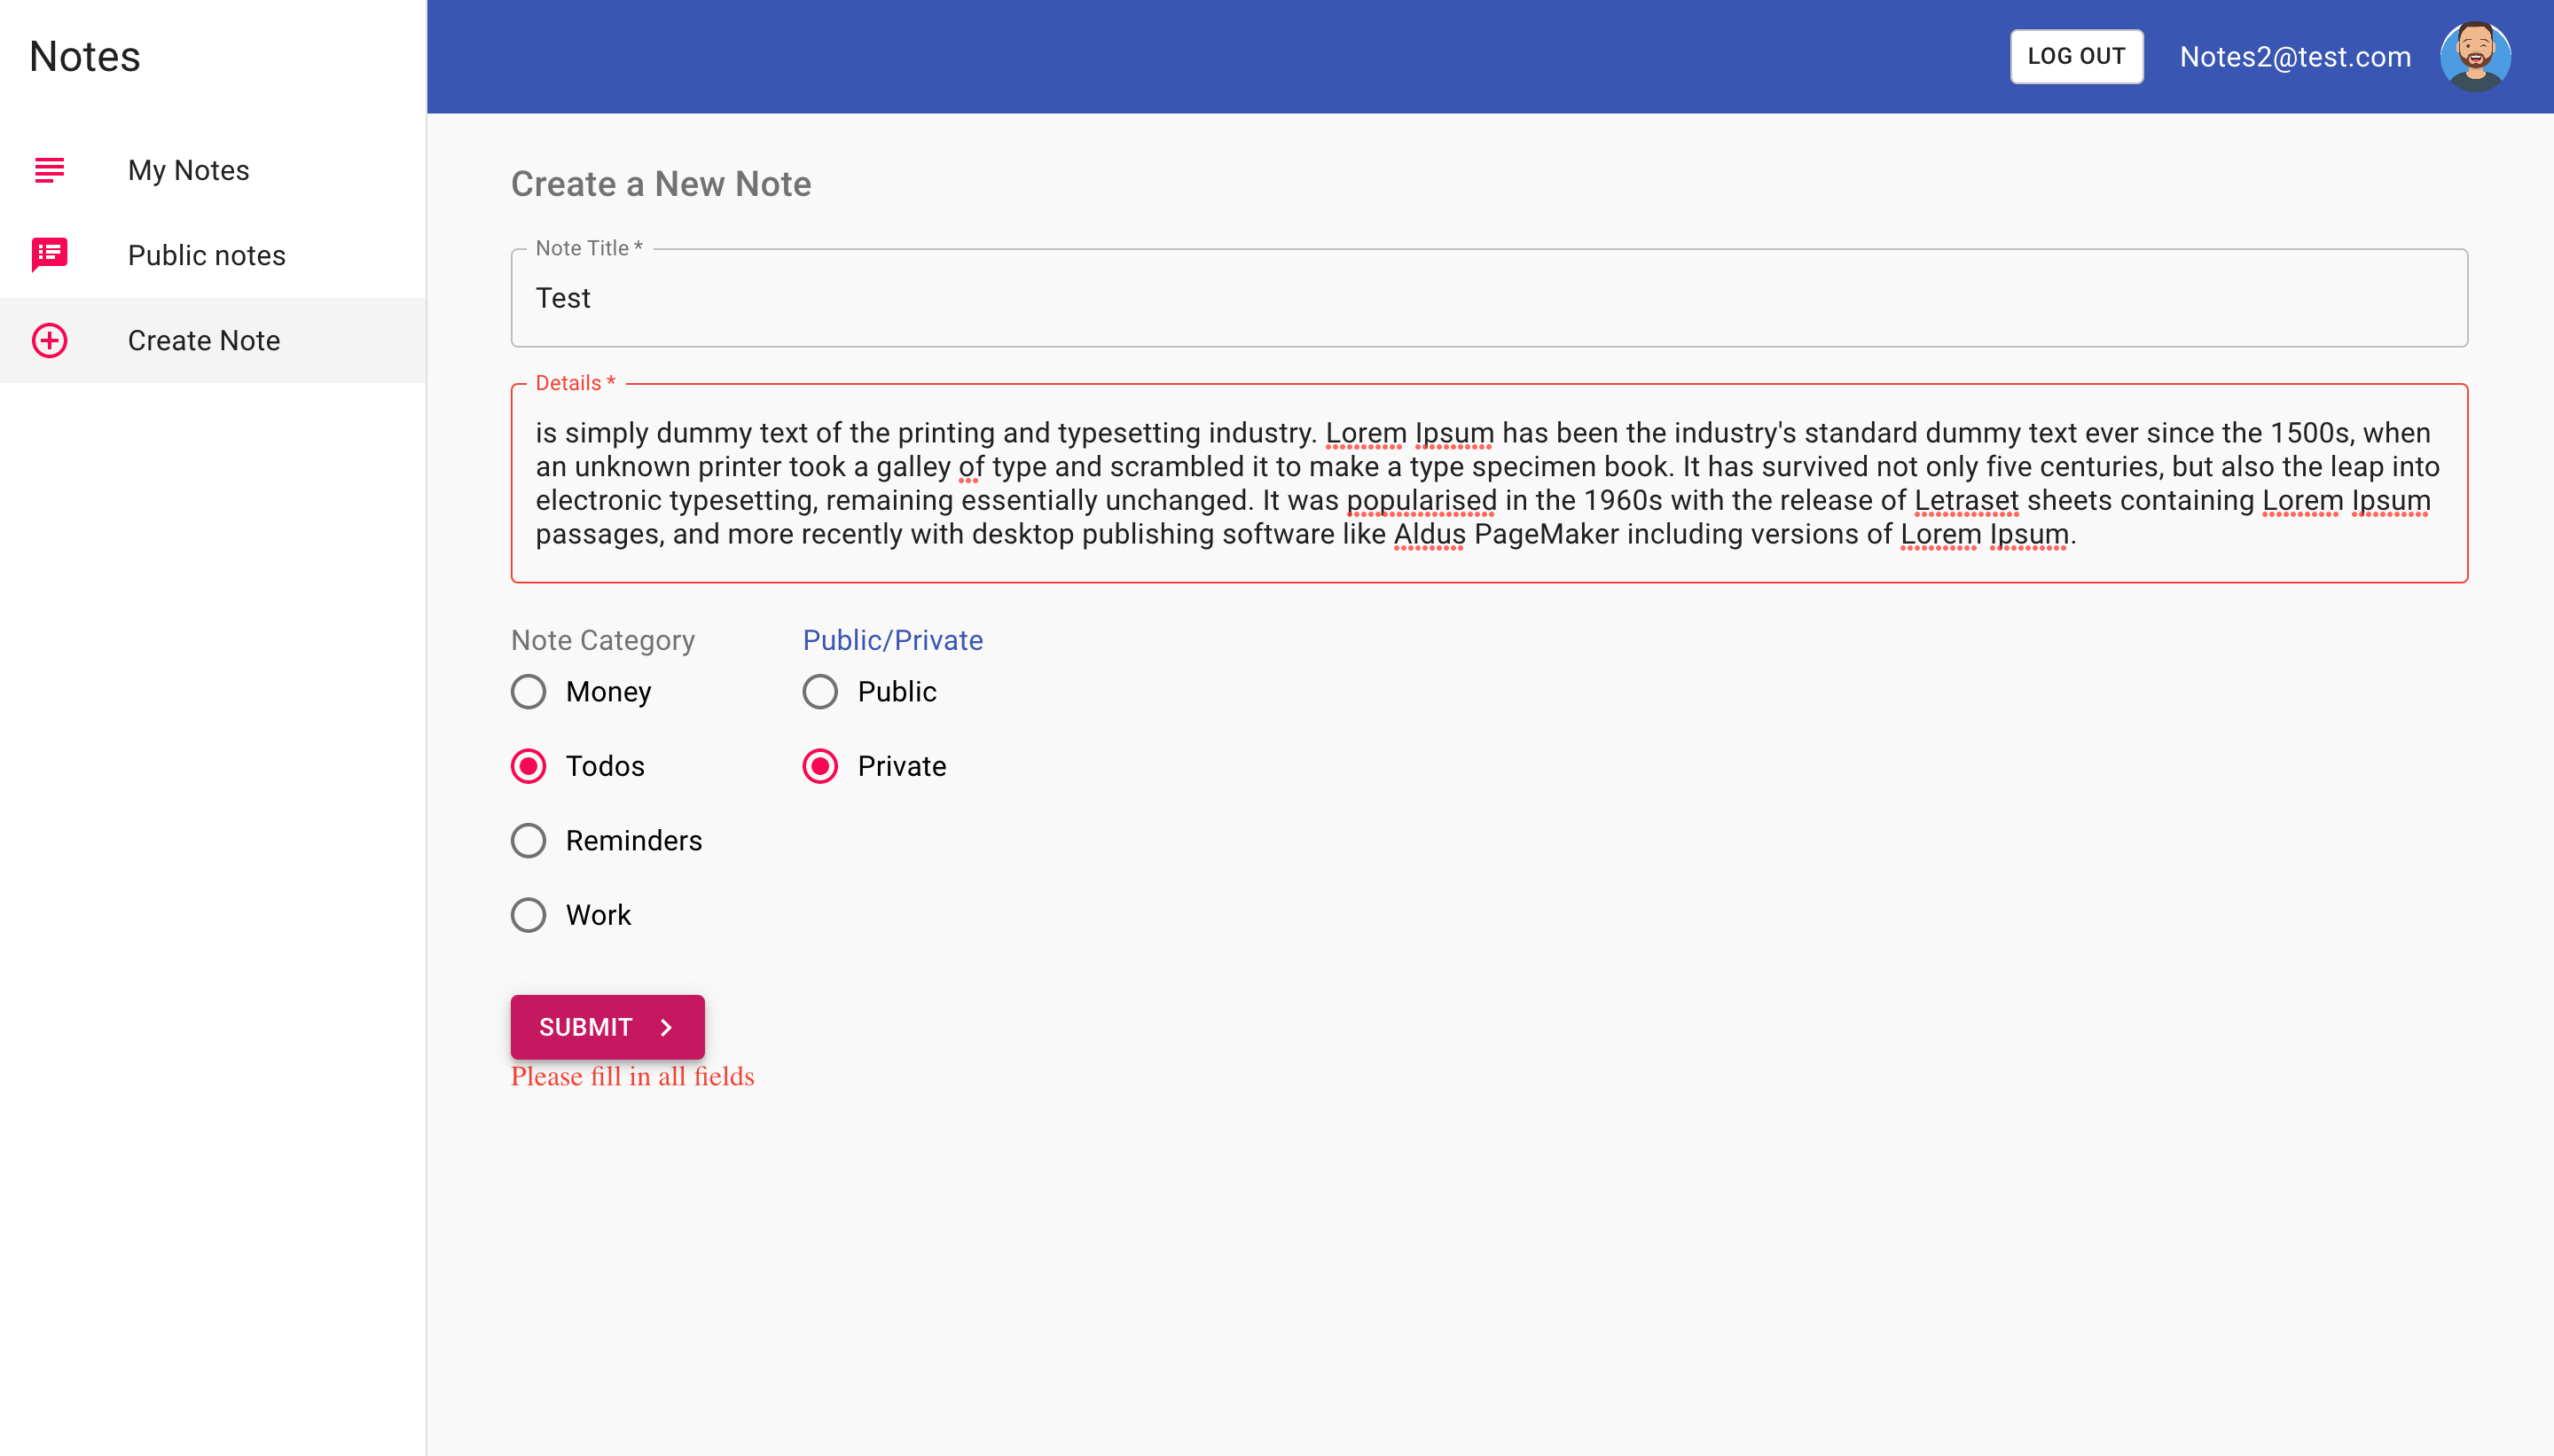 Notes
LOG OUT
Notes2@test.com
My Notes
Public notes
Create Note
Create a New Note
Note Title *
Test
Details *
is simply dummy text of the printing and typesetting industry. Lorem Ipsum has been the industry's standard dummy text ever since the 1500s, when
an unknown printer took a galley of type and scrambled it to make a type specimen book. It has survived not only five centuries, but also the leap into
electronic typesetting, remaining essentially unchanged. It was popularised in the 1960s with the release of Letraset sheets containing Lorem Ipsum
passages, and more recently with desktop publishing software like Aldus PageMaker including versions of Lorem Ipsum.
Note Category
Money
Todos
Reminders
Work
Public/Private
Public
Private
SUBMIT
Please fill in all fields